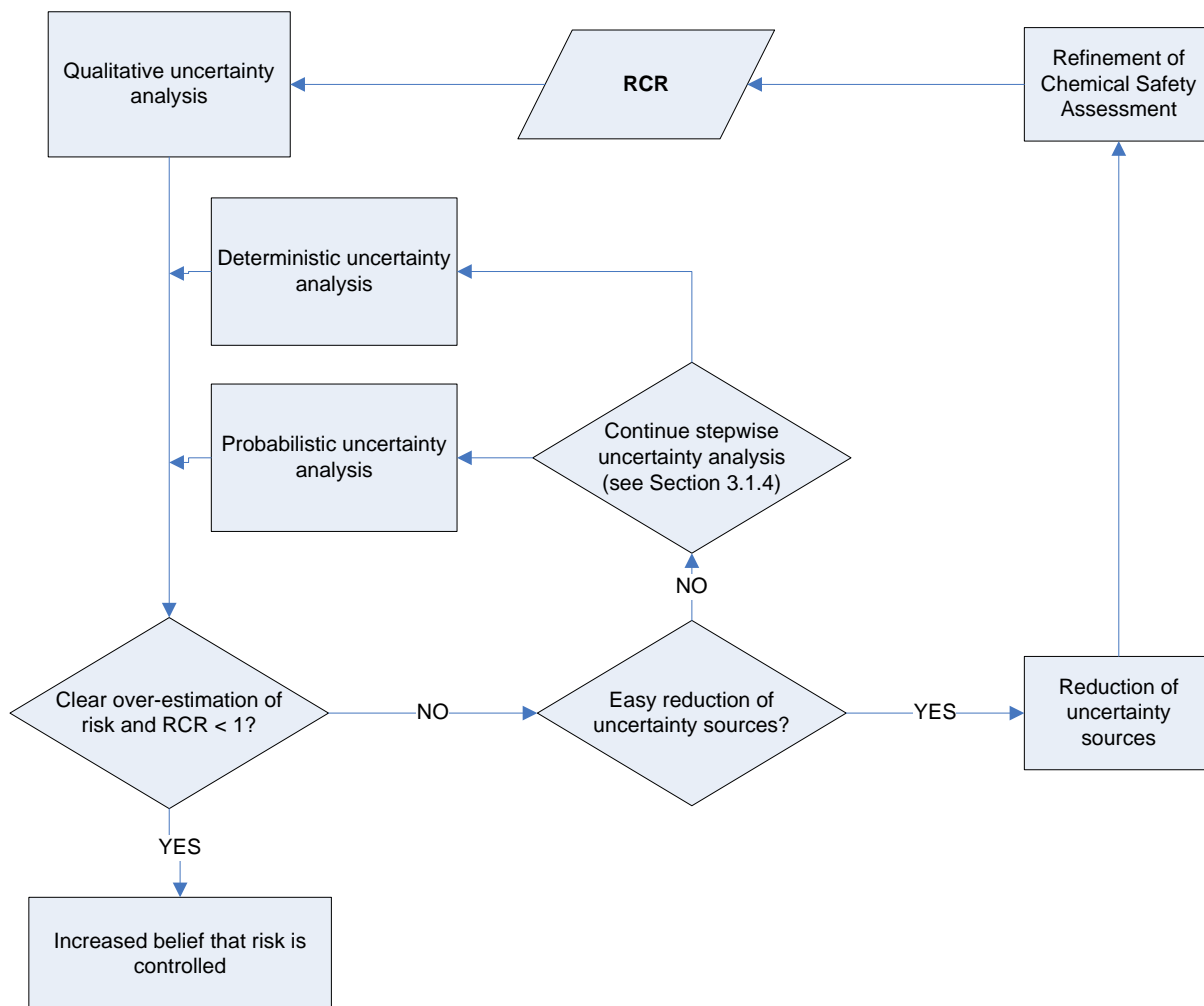 Qualitative uncertainty
analysis
RCR
Refinement of
Chemical Safety
Assessment
Deterministic uncertainty
analysis
Probabilistic uncertainty
analysis
Continue stepwise
uncertainty analysis
(see Section 3.1.4)
NO
Clear over-estimation of
risk and RCR < 1?
NO
Easy reduction of
uncertainty sources?
YES
Reduction of
uncertainty
sources
YES
Increased belief that risk is
controlled